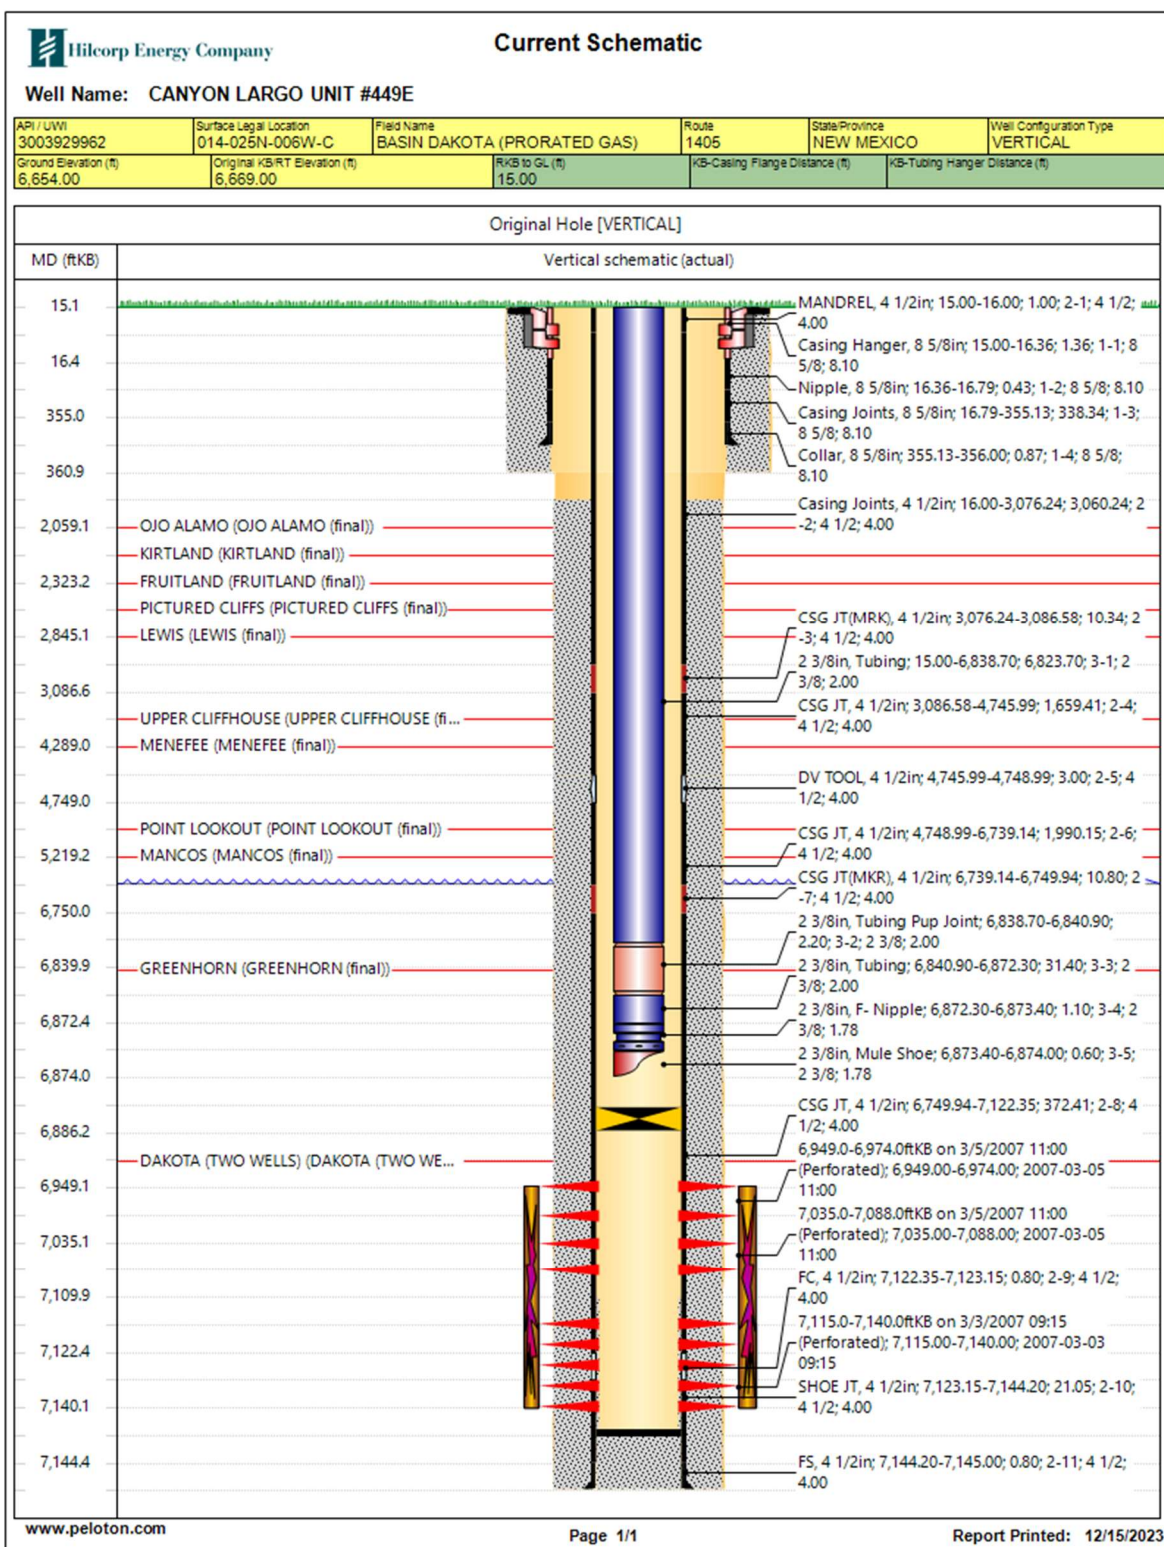 Hilcorp Energy Company
Current Schematic
Well Name: CANYON LARGO UNIT #449E
API / UWI
3003929962
Surface Legal Location
014-025N-006W-C
Field Name
BASIN DAKOTA (PRORATED GAS)
Route
1405
State/Province
NEW MEXICO
Well Configuration Type
VERTICAL
Ground Elevation (ft)
6,654.00
Original KB/RT Elevation (ft)
6,669.00
RKB to GL (ft)
15.00
KB-Casing Flange Distance (ft)
KB-Tubing Hanger Distance (ft)
Original Hole [VERTICAL]
MD (ftKB)
Vertical schematic (actual)
15.1
16.4
355.0
360.9
2,059.1
2,323.2
2,845.1
3,086.6
4,289.0
4,749.0
5,219.2
6,750.0
6,839.9
6,872.4
6,874.0
6,886.2
6,949.1
7,035.1
7,109.9
7,122.4
7,140.1
7,144.4
OJO ALAMO (OJO ALAMO (final))
KIRTLAND (KIRTLAND (final))
FRUITLAND (FRUITLAND (final))
PICTURED CLIFFS (PICTURED CLIFFS (final))
LEWIS (LEWIS (final))
UPPER CLIFFHOUSE (UPPER CLIFFHOUSE (fi...
MENEFEE (MENEFEE (final))
POINT LOOKOUT (POINT LOOKOUT (final))
MANCOS (MANCOS (final))
GREENHORN (GREENHORN (final))
DAKOTA (TWO WELLS) (DAKOTA (TWO WE...
MANDREL, 4 1/2in; 15.00-16.00; 1.00; 2-1; 4 1/2;
4.00
Casing Hanger, 8 5/8in; 15.00-16.36; 1.36; 1-1; 8
5/8; 8.10
Nipple, 8 5/8in; 16.36-16.79; 0.43; 1-2; 8 5/8; 8.10
Casing Joints, 8 5/8in; 16.79-355.13; 338.34; 1-3;
8 5/8; 8.10
Collar, 8 5/8in; 355.13-356.00; 0.87; 1-4; 8 5/8;
8.10
Casing Joints, 4 1/2in; 16.00-3,076.24; 3,060.24; 2
-2; 4 1/2; 4.00
CSG JT(MRK), 4 1/2in; 3,076.24-3,086.58; 10.34; 2
-3; 4 1/2; 4.00
2 3/8in, Tubing; 15.00-6,838.70; 6,823.70; 3-1; 2
3/8; 2.00
CSG JT, 4 1/2in; 3,086.58-4,745.99; 1,659.41; 2-4;
4 1/2; 4.00
DV TOOL, 4 1/2in; 4,745.99-4,748.99; 3.00; 2-5; 4
1/2; 4.00
CSG JT, 4 1/2in; 4,748.99-6,739.14; 1,990.15; 2-6;
4 1/2; 4.00
CSG JT(MKR), 4 1/2in; 6,739.14-6,749.94; 10.80; 2
-7; 4 1/2; 4.00
2 3/8in, Tubing Pup Joint; 6,838.70-6,840.90;
2.20; 3-2; 2 3/8; 2.00
2 3/8in, Tubing; 6,840.90-6,872.30; 31.40; 3-3; 2
3/8; 2.00
2 3/8in, F- Nipple; 6,872.30-6,873.40; 1.10; 3-4; 2
3/8; 1.78
2 3/8in, Mule Shoe; 6,873.40-6,874.00; 0.60; 3-5;
2 3/8; 1.78
CSG JT, 4 1/2in; 6,749.94-7,122.35; 372.41; 2-8; 4
1/2; 4.00
6,949.0-6,974.0ftKB on 3/5/2007 11:00
(Perforated); 6,949.00-6,974.00; 2007-03-05
11:00
7,035.0-7,088.0ftKB on 3/5/2007 11:00
(Perforated); 7,035.00-7,088.00; 2007-03-05
11:00
FC, 4 1/2in; 7,122.35-7,123.15; 0.80; 2-9; 4 1/2;
4.00
7,115.0-7,140.0ftKB on 3/3/2007 09:15
(Perforated); 7,115.00-7,140.00; 2007-03-03
09:15
SHOE JT, 4 1/2in; 7,123.15-7,144.20; 21.05; 2-10;
4 1/2; 4.00
FS, 4 1/2in; 7,144.20-7,145.00; 0.80; 2-11; 4 1/2;
4.00
www.peloton.com
Page 1/1
Report Printed: 12/15/2023